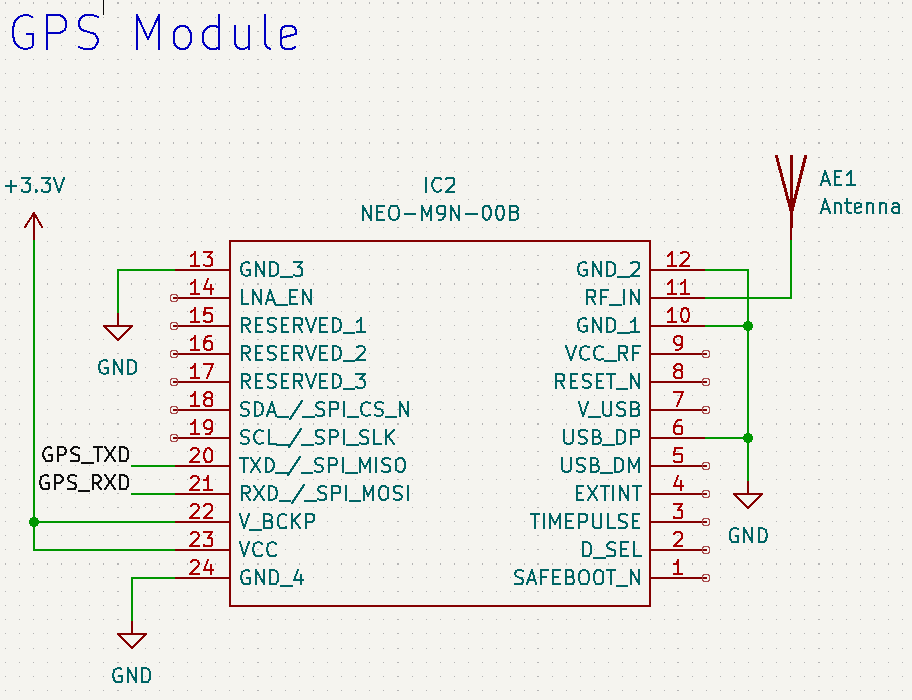 GPS Module
+3.3V
IC2
NEO-M9N-00B
AE1
Antenna
13 GND_3
14 LNA_EN
15 RESERVED_1
16 RESERVED_2
17 RESERVED_3
18 SDA_/_SPI_CS_N
19 SCL_/_SPI_SLK
GPS_TXD 20 TXD_/_SPI_MISO
GPS_RXD 21 RXD_/_SPI_MOSI
22 V_BCKP
23 VCC
24 GND_4
GND_2 12
RF_IN 11
GND_1 10
VCC_RF 9
RESET_N 8
V_USB 7
USB_DP 6
USB_DM 5
EXTINT 4
TIMEPULSE 3
D_SEL 2
SAFEBOOT_N 1
GND
GND
GND